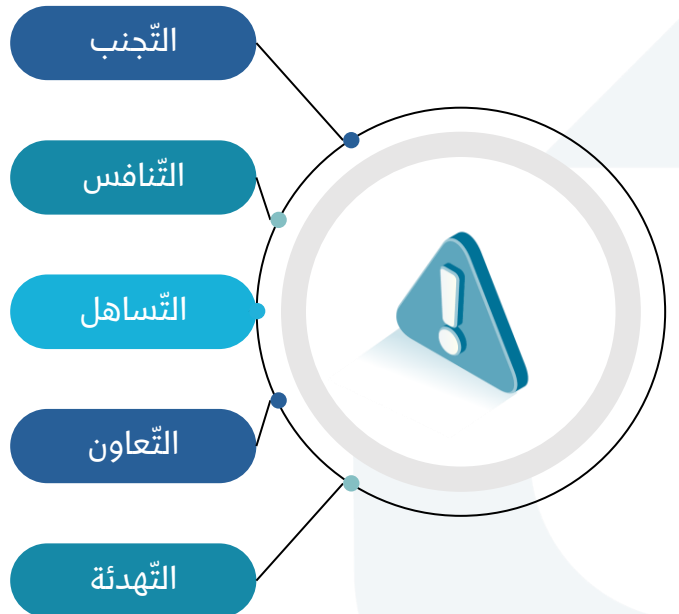 التّجنب
التّنافس
التّساهل
التّعاون
التّهدئة